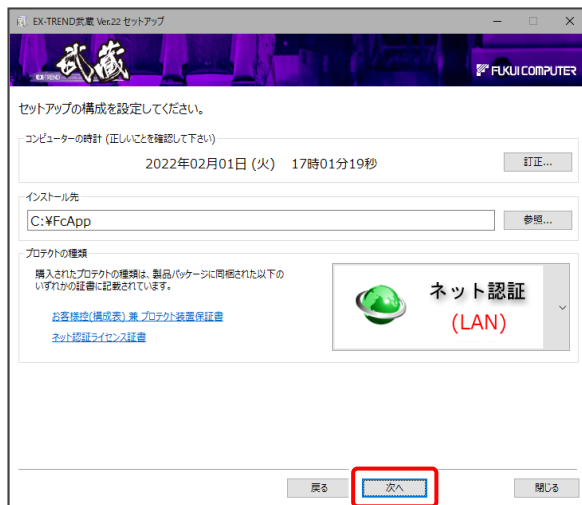 EX-TREND武蔵 Ver.22 セットアップ
EX-TREND 武蔵
FUKUI COMPUTER
セットアップの構成を設定してください。
コンピューターの時計 (正しいことを確認して下さい)
2022年02月01日 (火) 17時01分19秒
訂正...
インストール先
C:¥FcApp
参照...
プロテクトの種類
購入されたプロテクトの種類は、製品パッケージに同梱された以下の
いずれかの証書に記載されています。
お客様控(構成表) 兼 プロテクト装置保証書
ネット認証ライセンス証書
ネット認証
(LAN)
戻る
次へ
閉じる